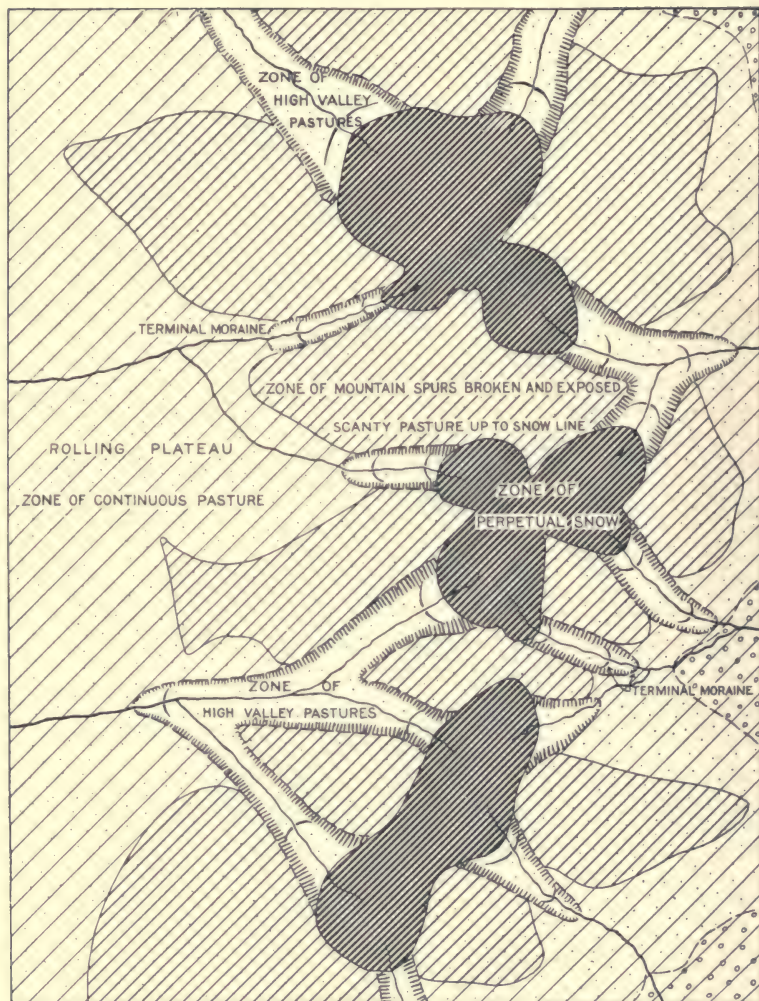 ZONE OF
HIGH VALLEY
PASTURES
TERMINAL MORAINE
ZONE OF MOUNTAIN SPURS BROKEN AND EXPOSED
SCANTY PASTURE UP TO SNOW LINE
ROLLING PLATEAU
ZONE OF CONTINUOUS PASTURE
ZONE OF
PERPETUAL SNOW
ZONE OF
HIGH VALLEY PASTURES
TERMINAL MORAINE